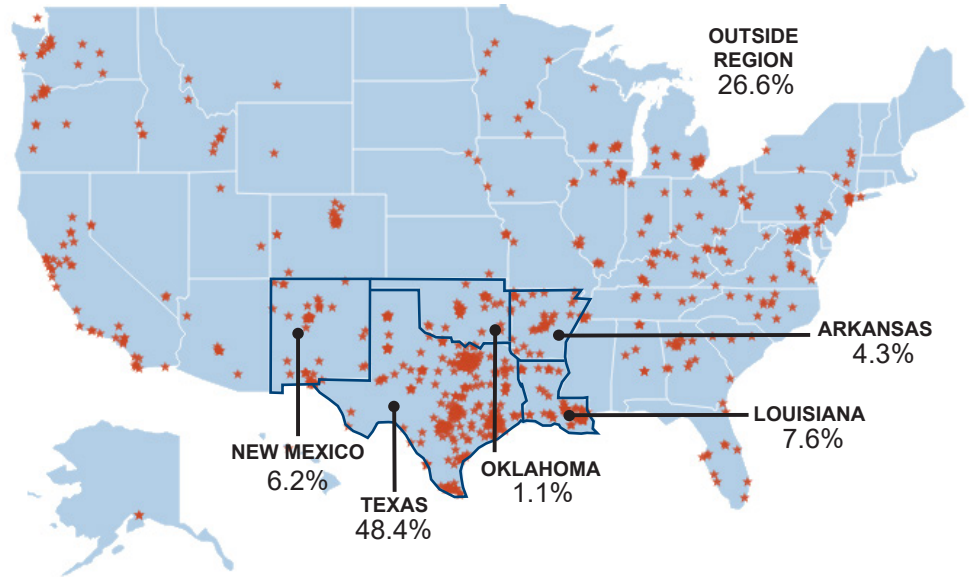 OUTSIDE
REGION
26.6%
ARKANSAS
4.3%
LOUISIANA
7.6%
NEW MEXICO
6.2%
OKLAHOMA
1.1%
TEXAS
48.4%